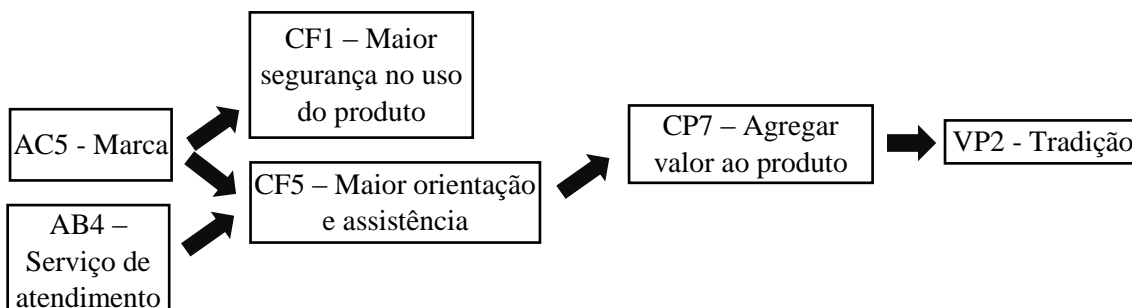 CF1 – Maior
segurança no uso
do produto
AC5 - Marca
CF5 – Maior orientação
e assistência
AB4 –
Serviço de
atendimento
CP7 – Agregar
valor ao produto
VP2 - Tradição